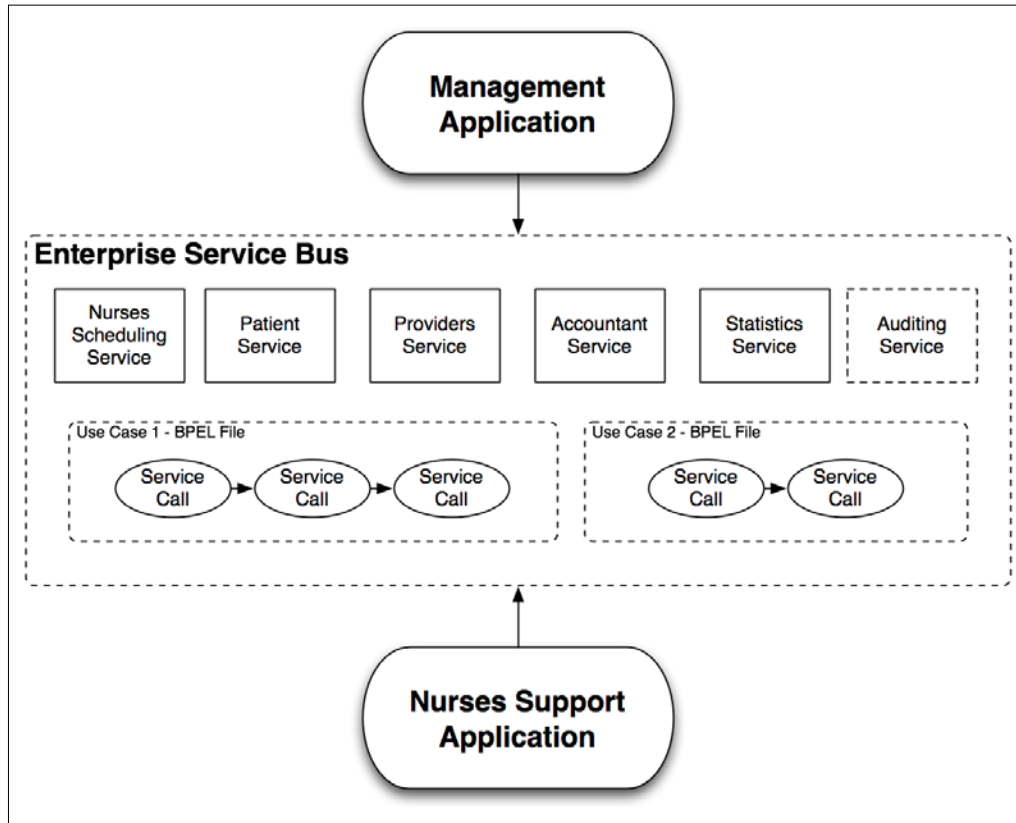 Management
Application
Enterprise Service Bus
Nurses
Scheduling
Service
Patient
Service
Providers
Service
Accountant
Service
Statistics
Service
Auditing
Service
Use Case 1 - BPEL File
Service
Call
Service
Call
Service
Call
Use Case 2 - BPEL File
Service
Call
Service
Call
Nurses Support
Application